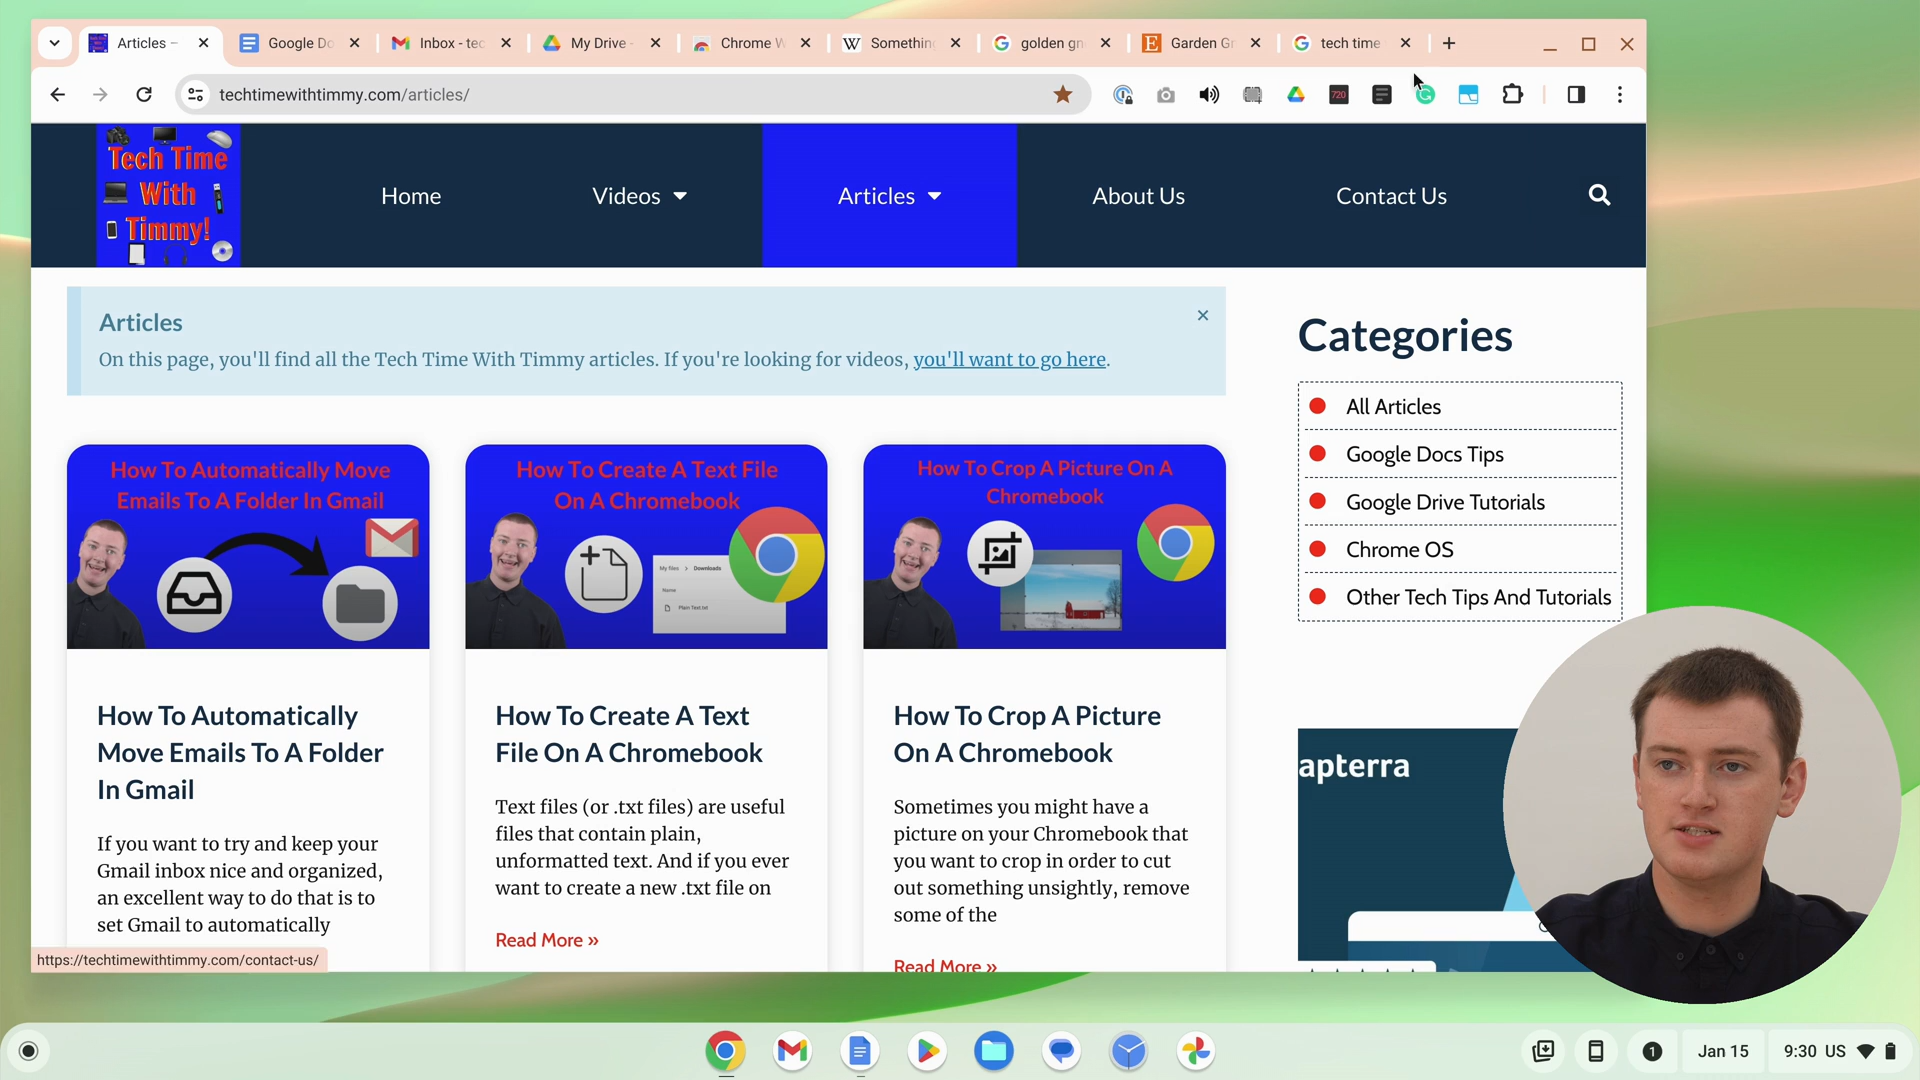 Articles –
Google Do
Inbox - tec
My Drive -
Chrome W
Something
golden gn
Garden Gr
tech time
techtimewithtimmy.com/articles/
720
Tech Time
With
Timmy!
Home
Videos
Articles
About Us
Contact Us
Articles
On this page, you'll find all the Tech Time With Timmy articles. If you're looking for videos, you'll want to go here.
Categories
All Articles
Google Docs Tips
Google Drive Tutorials
Chrome OS
Other Tech Tips And Tutorials
How To Automatically Move
Emails To A Folder In Gmail
How To Create A Text File
On A Chromebook
My files > Downloads
Name
Plain Text.txt
How To Crop A Picture On A
Chromebook
How To Automatically
Move Emails To A Folder
In Gmail
If you want to try and keep your
Gmail inbox nice and organized,
an excellent way to do that is to
set Gmail to automatically
How To Create A Text
File On A Chromebook
Text files (or .txt files) are useful
files that contain plain,
unformatted text. And if you ever
want to create a new .txt file on
Read More »
How To Crop A Picture
On A Chromebook
Sometimes you might have a
picture on your Chromebook that
you want to crop in order to cut
out something unsightly, remove
some of the
Read More »
apterra
https://techtimewithtimmy.com/contact-us/
1
Jan 15
9:30 US